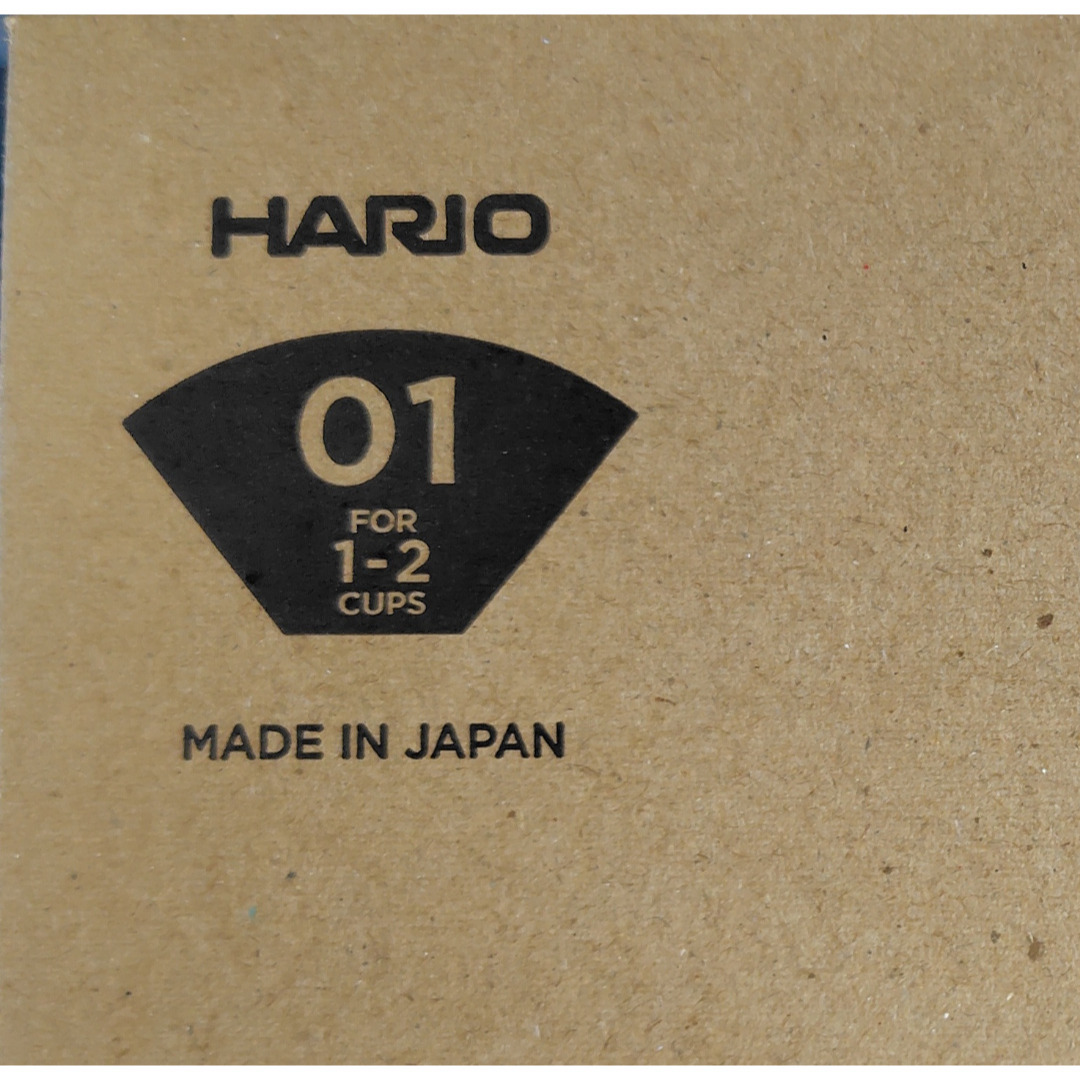 HARIO
01
FOR
1-2
CUPS
MADE IN JAPAN